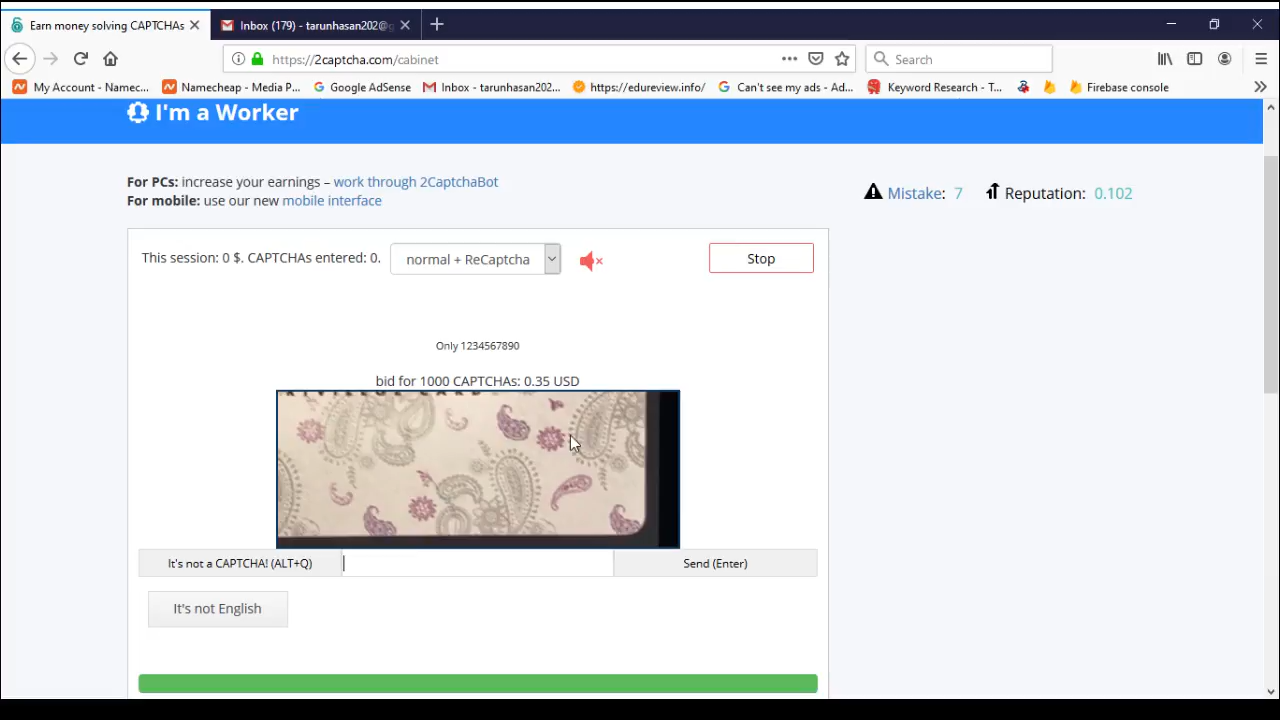 Earn money solving CAPTCHAs
Inbox (179) - tarunhasan202@g
https://2captcha.com/cabinet
Search
My Account - Namec...
Namecheap - Media P...
Google AdSense
Inbox - tarunhasan202...
https://edureview.info/
Can't see my ads - Ad...
Keyword Research - T...
Firebase console
I'm a Worker
For PCs: increase your earnings – work through 2CaptchaBot
For mobile: use our new mobile interface
Mistake: 7 Reputation: 0.102
This session: 0 $. CAPTCHAs entered: 0.
normal + ReCaptcha
Stop
Only 1234567890
bid for 1000 CAPTCHAs: 0.35 USD
It's not a CAPTCHA! (ALT+Q)
Send (Enter)
It's not English